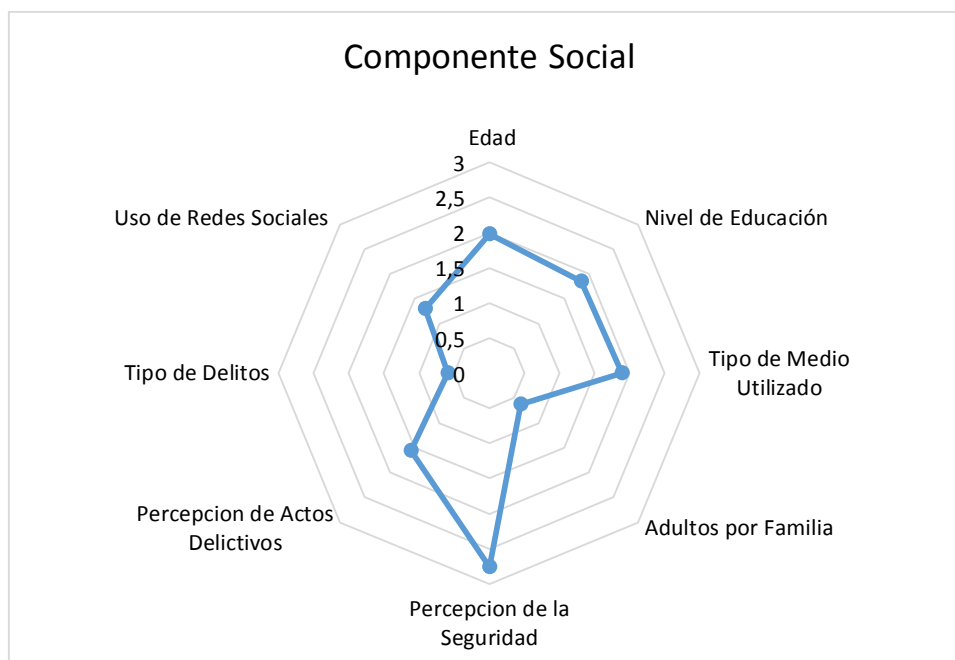 Componente Social
Edad
3
2,5
2
1,5
1
0,5
0
Nivel de Educación
Tipo de Medio
Utilizado
Adultos por Familia
Percepcion de la
Seguridad
Percepcion de Actos
Delictivos
Tipo de Delitos
Uso de Redes Sociales